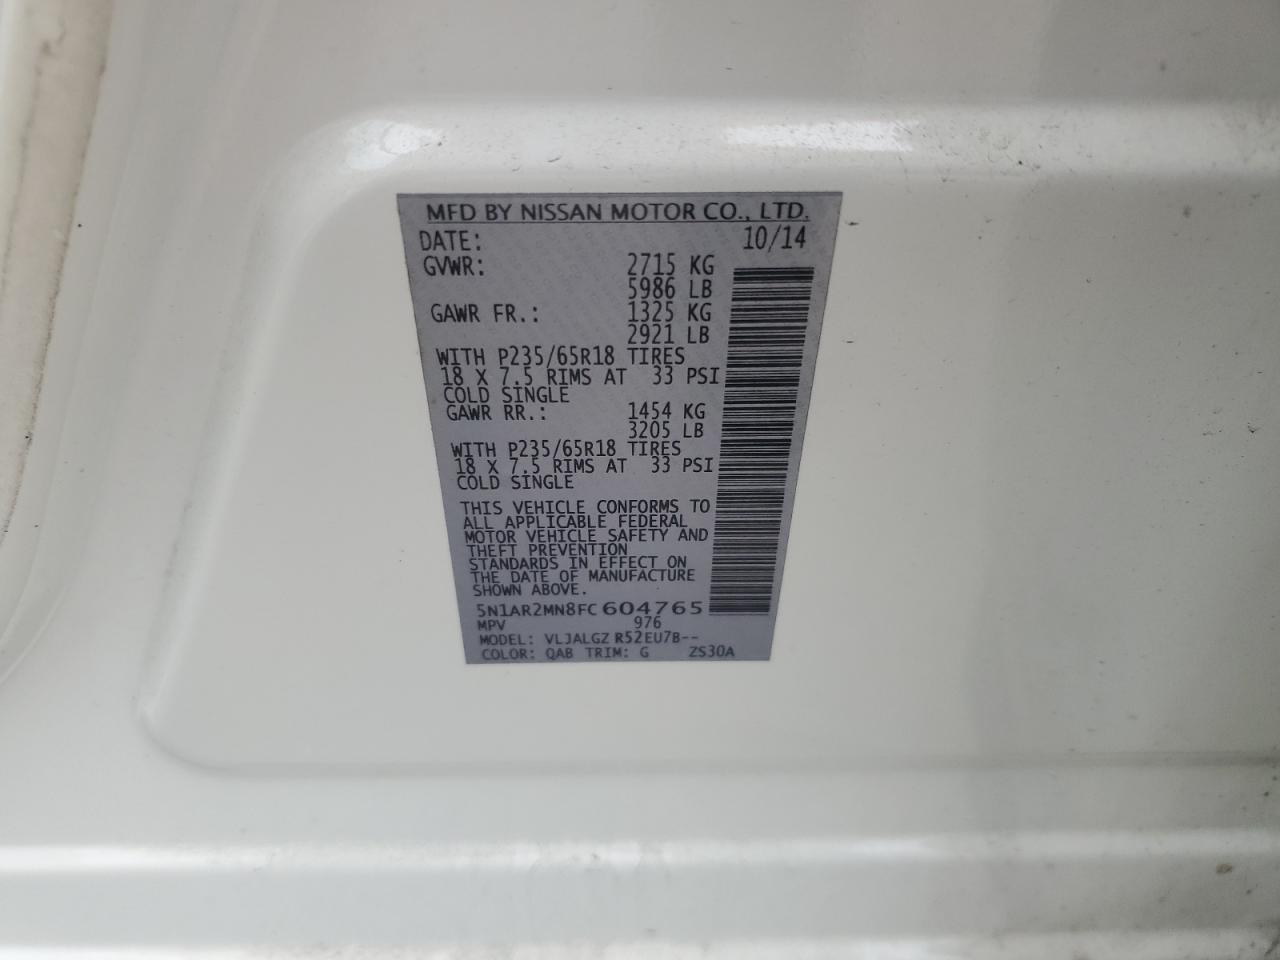 MFD BY NISSAN MOTOR CO., LTD.
DATE: 10/14
GVWR: 2715 KG
5986 LB
GAWR FR.: 1325 KG
2921 LB
WITH P235/65R18 TIRES
18 X 7.5 RIMS AT 33 PSI
COLD SINGLE
GAWR RR.: 1454 KG
3205 LB
WITH P235/65R18 TIRES
18 X 7.5 RIMS AT 33 PSI
COLD SINGLE
THIS VEHICLE CONFORMS TO
ALL APPLICABLE FEDERAL
MOTOR VEHICLE SAFETY AND
THEFT PREVENTION
STANDARDS IN EFFECT ON
THE DATE OF MANUFACTURE
SHOWN ABOVE.
5N1AR2MN8FC604765
MPV 976
MODEL: VLJALGZ R52EU7B--
COLOR: QAB TRIM: G ZS30A